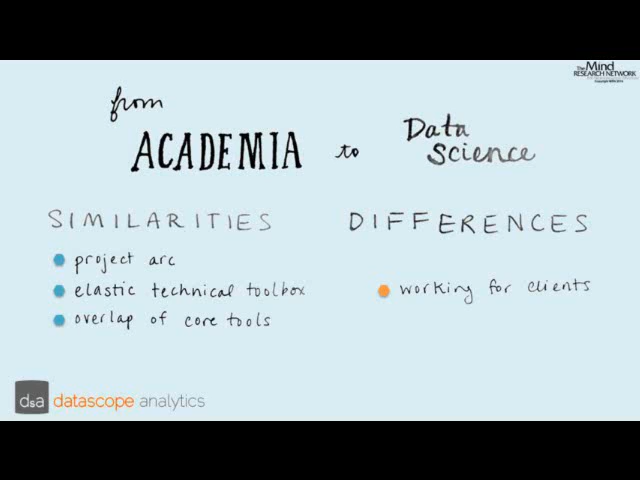 The Mind
RESEARCH NETWORK
from
ACADEMIA to Data Science
SIMILARITIES
project arc
elastic technical toolbox
overlap of core tools
DIFFERENCES
working for clients
dsa datascope analytics